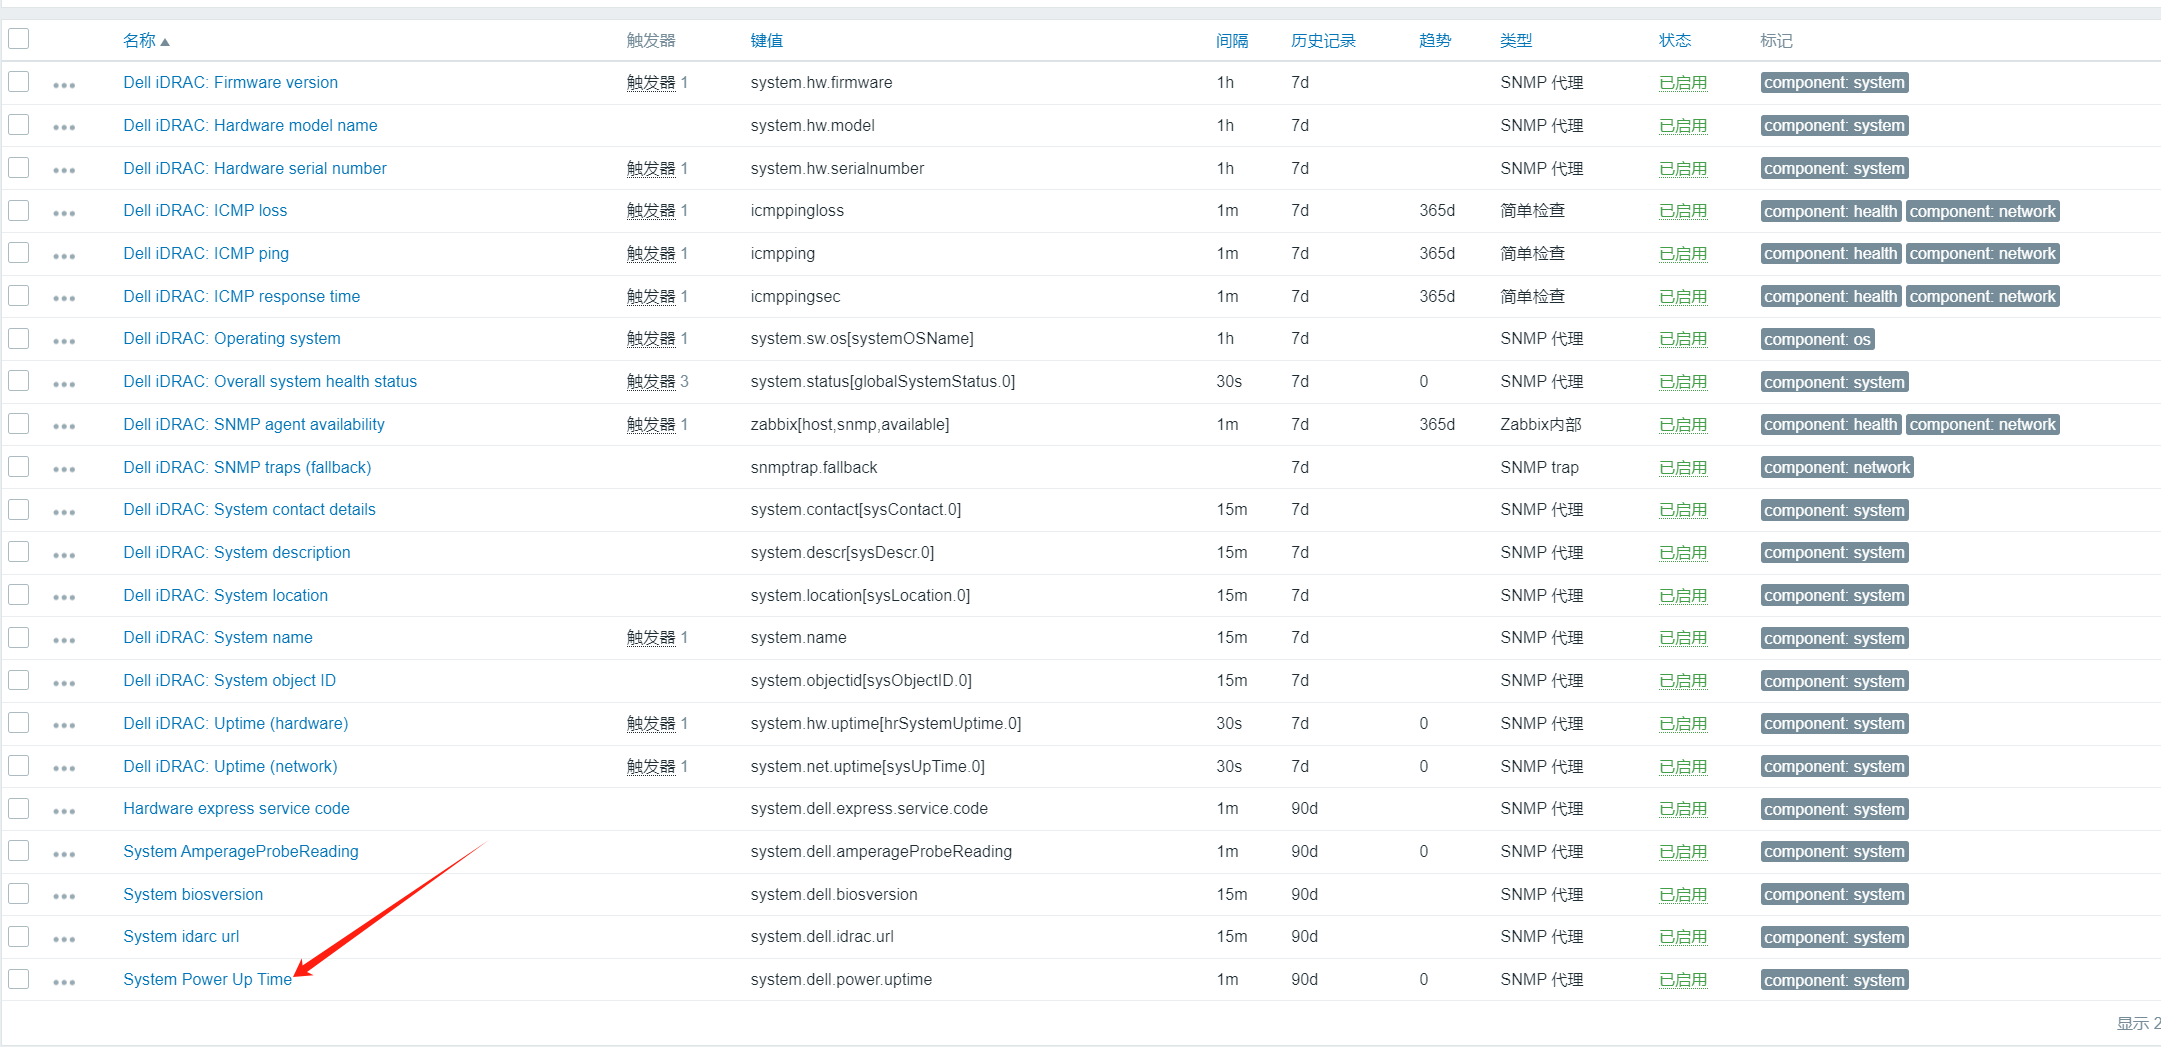 名称 触发器 键值 间隔 历史记录 趋势 类型 状态 标记
Dell iDRAC: Firmware version 触发器 1 system.hw.firmware 1h 7d SNMP 代理 已启用 component: system
Dell iDRAC: Hardware model name system.hw.model 1h 7d SNMP 代理 已启用 component: system
Dell iDRAC: Hardware serial number 触发器 1 system.hw.serialnumber 1h 7d SNMP 代理 已启用 component: system
Dell iDRAC: ICMP loss 触发器 1 icmppingloss 1m 7d 365d 简单检查 已启用 component: health component: network
Dell iDRAC: ICMP ping 触发器 1 icmpping 1m 7d 365d 简单检查 已启用 component: health component: network
Dell iDRAC: ICMP response time 触发器 1 icmppingsec 1m 7d 365d 简单检查 已启用 component: health component: network
Dell iDRAC: Operating system 触发器 1 system.sw.os[systemOSName] 1h 7d SNMP 代理 已启用 component: os
Dell iDRAC: Overall system health status 触发器 3 system.status[globalSystemStatus.0] 30s 7d 0 SNMP 代理 已启用 component: system
Dell iDRAC: SNMP agent availability 触发器 1 zabbix[host,snmp,available] 1m 7d 365d Zabbix内部 已启用 component: health component: network
Dell iDRAC: SNMP traps (fallback) snmptrap.fallback 7d SNMP trap 已启用 component: network
Dell iDRAC: System contact details system.contact[sysContact.0] 15m 7d SNMP 代理 已启用 component: system
Dell iDRAC: System description system.descr[sysDescr.0] 15m 7d SNMP 代理 已启用 component: system
Dell iDRAC: System location system.location[sysLocation.0] 15m 7d SNMP 代理 已启用 component: system
Dell iDRAC: System name 触发器 1 system.name 15m 7d SNMP 代理 已启用 component: system
Dell iDRAC: System object ID system.objectid[sysObjectID.0] 15m 7d SNMP 代理 已启用 component: system
Dell iDRAC: Uptime (hardware) 触发器 1 system.hw.uptime[hrSystemUptime.0] 30s 7d 0 SNMP 代理 已启用 component: system
Dell iDRAC: Uptime (network) 触发器 1 system.net.uptime[sysUpTime.0] 30s 7d 0 SNMP 代理 已启用 component: system
Hardware express service code system.dell.express.service.code 1m 90d SNMP 代理 已启用 component: system
System AmperageProbeReading system.dell.amperageProbeReading 1m 90d 0 SNMP 代理 已启用 component: system
System biosversion system.dell.biosversion 15m 90d SNMP 代理 已启用 component: system
System idarc url system.dell.idrac.url 15m 90d SNMP 代理 已启用 component: system
System Power Up Time system.dell.power.uptime 1m 90d 0 SNMP 代理 已启用 component: system
显示 2